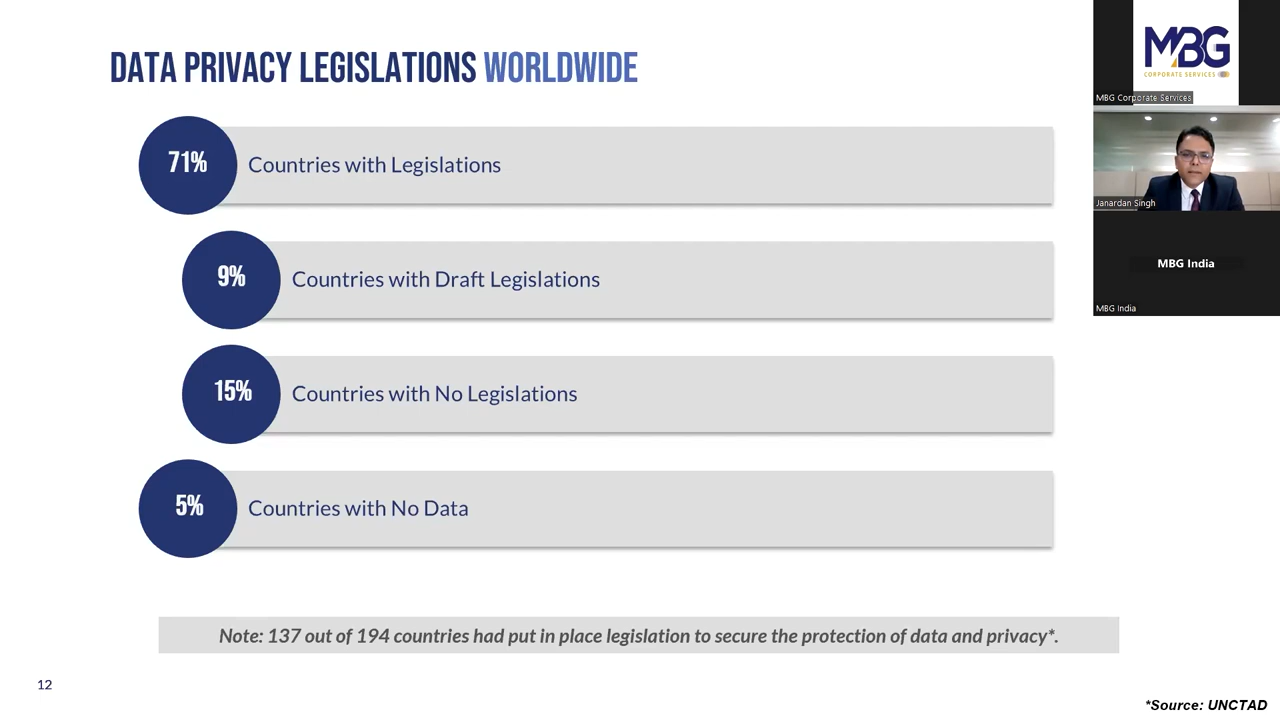 DATA PRIVACY LEGISLATIONS WORLDWIDE
71%
Countries with Legislations
9%
Countries with Draft Legislations
15%
Countries with No Legislations
5%
Countries with No Data
Note: 137 out of 194 countries had put in place legislation to secure the protection of data and privacy*.
12
*Source: UNCTAD
MBG
CORPORATE SERVICES
MBG Corporate Services
Janardan Singh
MBG India
MBG India